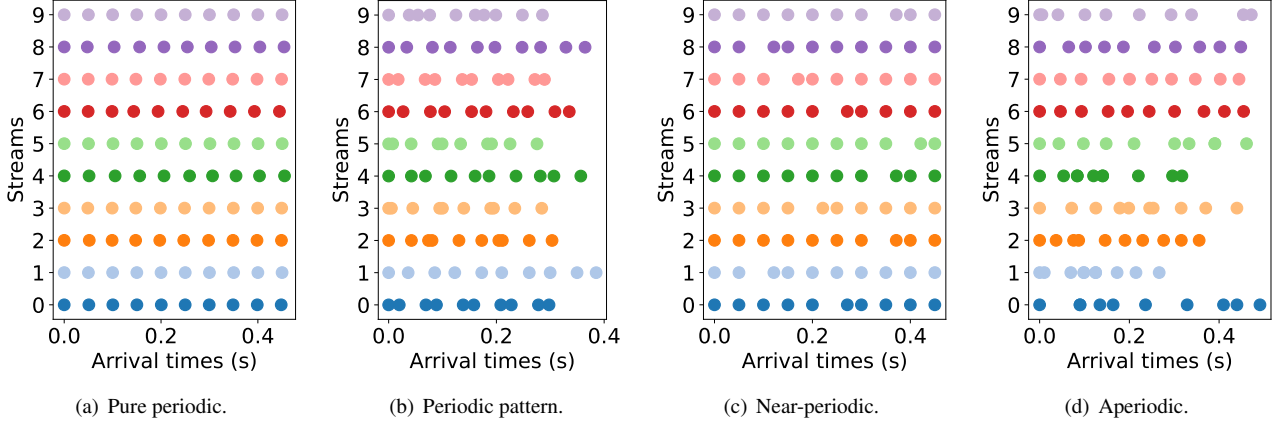 9
8
7
6
5
4
3
2
1
0
Streams
0.0 0.2 0.4
Arrival times (s)
(a) Pure periodic.
9
8
7
6
5
4
3
2
1
0
Streams
0.0 0.2 0.4
Arrival times (s)
(b) Periodic pattern.
9
8
7
6
5
4
3
2
1
0
Streams
0.0 0.2 0.4
Arrival times (s)
(c) Near-periodic.
9
8
7
6
5
4
3
2
1
0
Streams
0.0 0.2 0.4
Arrival times (s)
(d) Aperiodic.